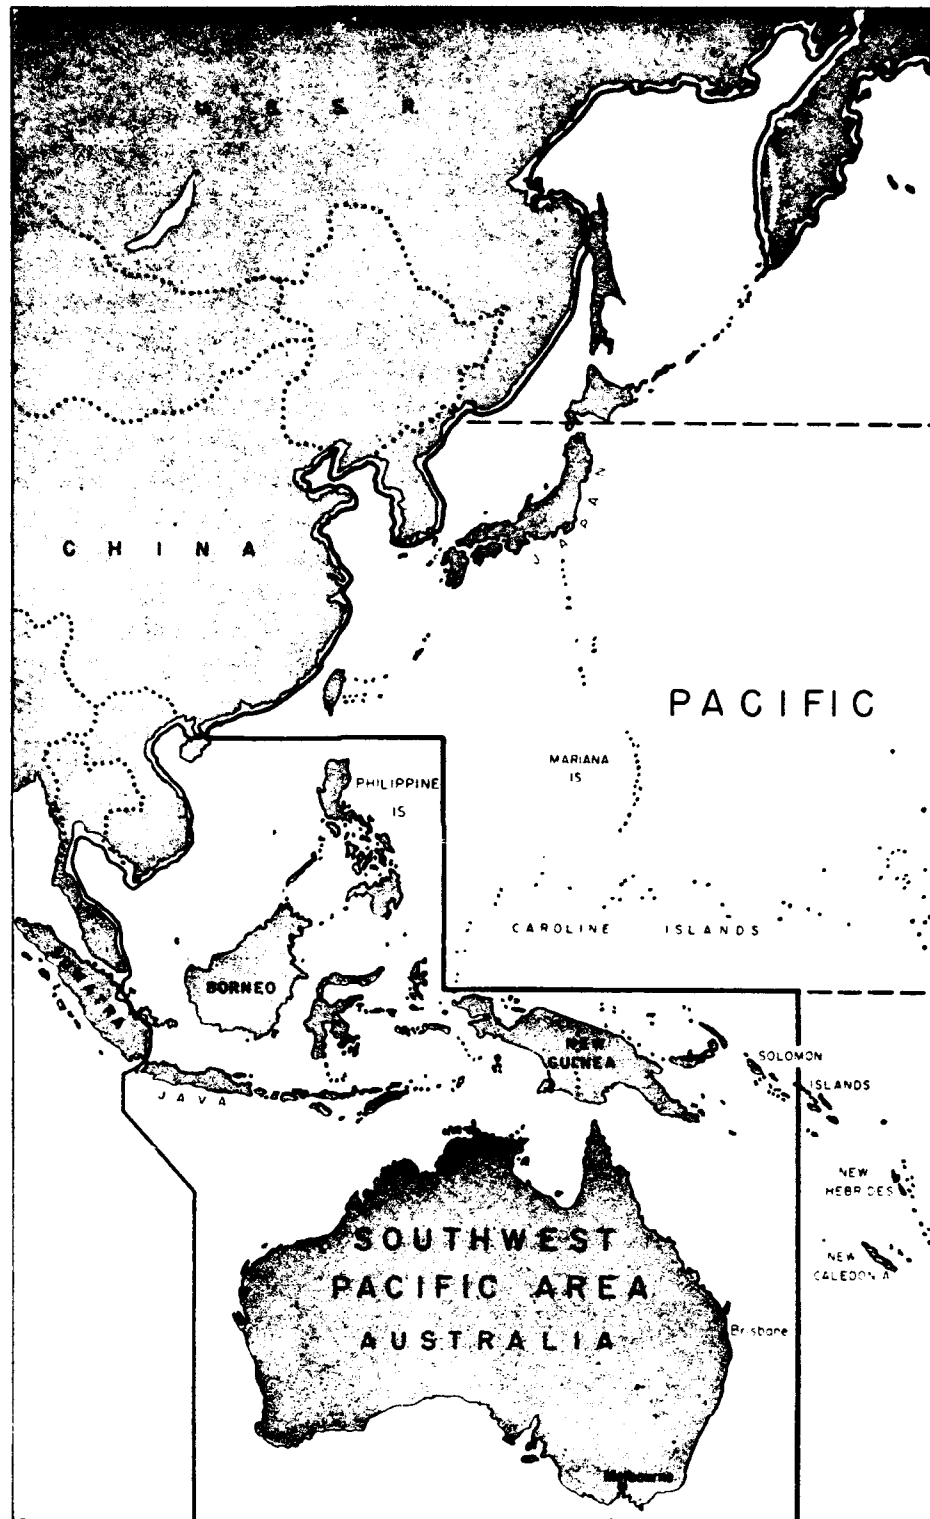 U S S R
CHINA
JAPAN
PACIFIC
MARIANA
IS
PHILIPPINE
IS
CAROLINE ISLANDS
SUMATRA
BORNEO
NEW
GUINEA
SOLOMON
ISLANDS
JAVA
NEW
HEBRIDES
NEW
CALEDONIA
SOUTHWEST
PACIFIC AREA
AUSTRALIA
Brisbane
Melbourne